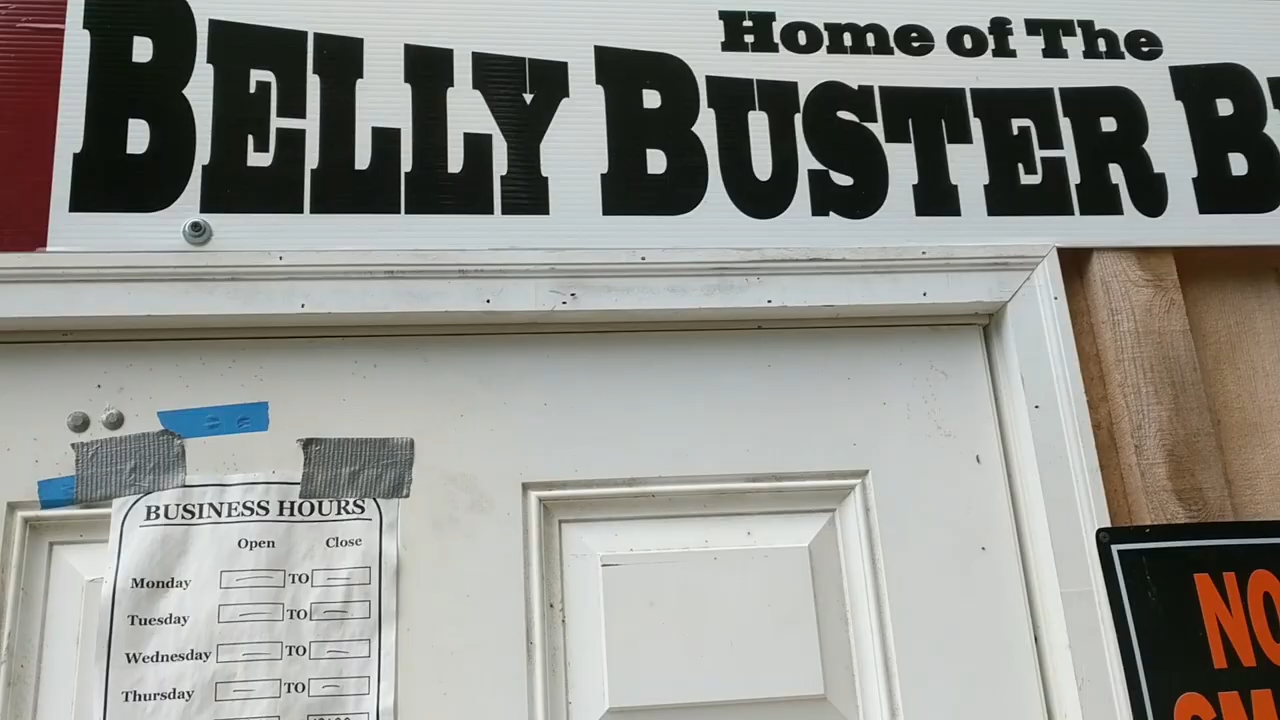 Home of The
BELLY BUSTER B
BUSINESS HOURS
Open Close
Monday — TO —
Tuesday — TO —
Wednesday — TO —
Thursday — TO —
NO